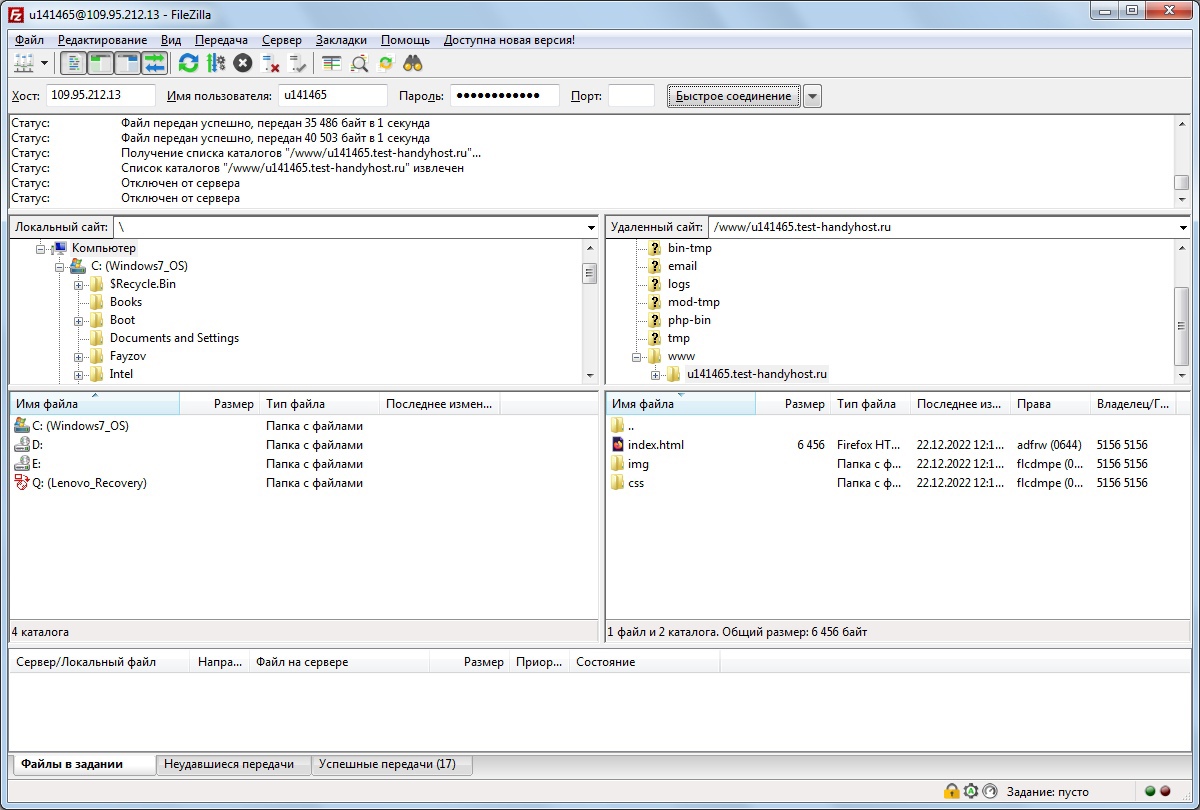 u141465@109.95.212.13 - FileZilla
Файл Редактирование Вид Передача Сервер Закладки Помощь Доступна новая версия!
Хост: 109.95.212.13 Имя пользователя: u141465 Пароль: ●●●●●●●●●●●● Порт: Быстрое соединение
Статус: Файл передан успешно, передан 35 486 байт в 1 секунда
Статус: Файл передан успешно, передан 40 503 байт в 1 секунда
Статус: Получение списка каталогов "/www/u141465.test-handyhost.ru"...
Статус: Список каталогов "/www/u141465.test-handyhost.ru" извлечен
Статус: Отключен от сервера
Статус: Отключен от сервера
Локальный сайт: \
Компьютер
C: (Windows7_OS)
$Recycle.Bin
Books
Boot
Documents and Settings
Fayzov
Intel
Удаленный сайт: /www/u141465.test-handyhost.ru
bin-tmp
email
logs
mod-tmp
php-bin
tmp
www
u141465.test-handyhost.ru
Имя файла Размер Тип файла Последнее измен...
C: (Windows7_OS) Папка с файлами
D: Папка с файлами
E: Папка с файлами
Q: (Lenovo_Recovery) Папка с файлами
4 каталога
Имя файла Размер Тип файла Последнее из... Права Владелец/Г...
..
index.html 6 456 Firefox HT... 22.12.2022 12:1... adfrw (0644) 5156 5156
img Папка с ф... 22.12.2022 12:1... flcdmpe (0... 5156 5156
css Папка с ф... 22.12.2022 12:1... flcdmpe (0... 5156 5156
1 файл и 2 каталога. Общий размер: 6 456 байт
Сервер/Локальный файл Напра... Файл на сервере Размер Приор... Состояние
Файлы в задании Неудавшиеся передачи Успешные передачи (17)
Задание: пусто